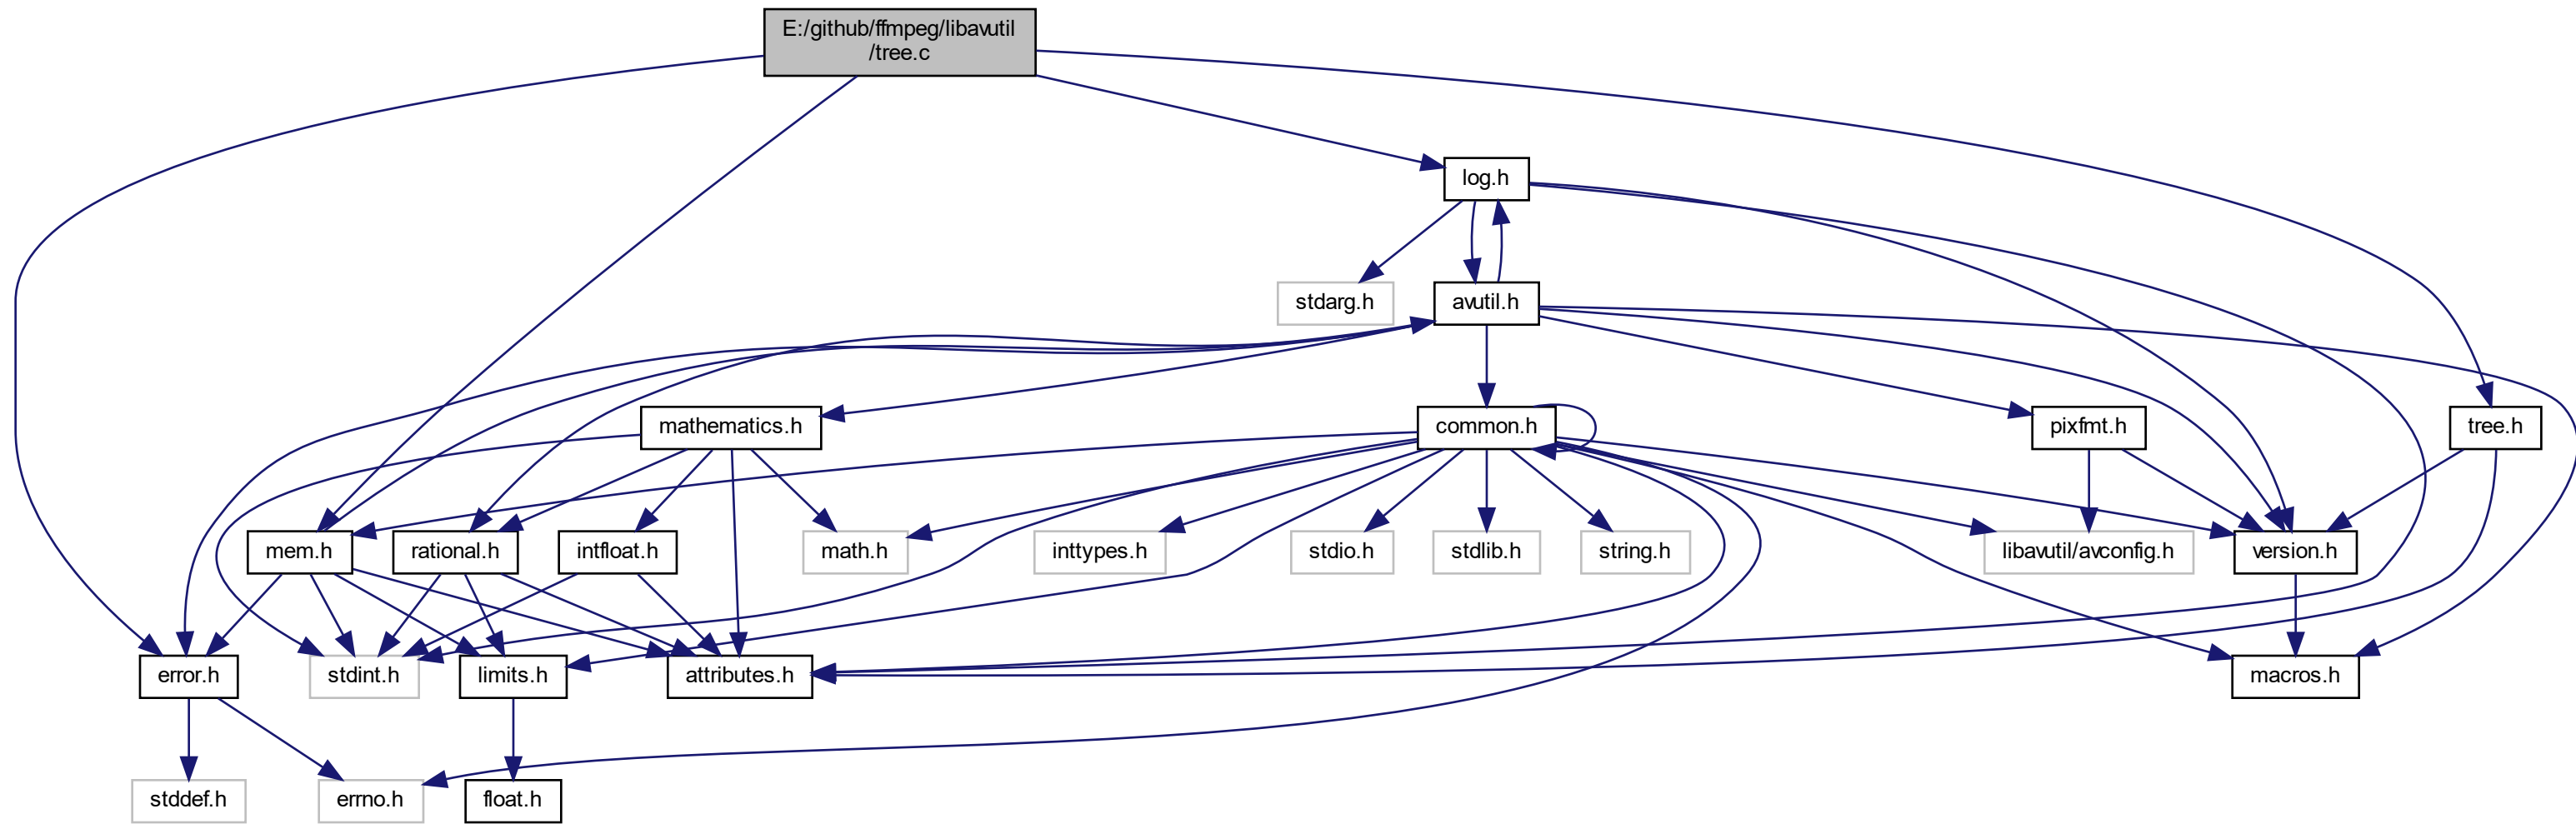 E:/github/ffmpeg/libavutil
/tree.c
log.h
stdarg.h
avutil.h
mathematics.h
common.h
pixfmt.h
tree.h
mem.h
rational.h
intfloat.h
math.h
inttypes.h
stdio.h
stdlib.h
string.h
libavutil/avconfig.h
version.h
error.h
stdint.h
limits.h
attributes.h
macros.h
stddef.h
errno.h
float.h